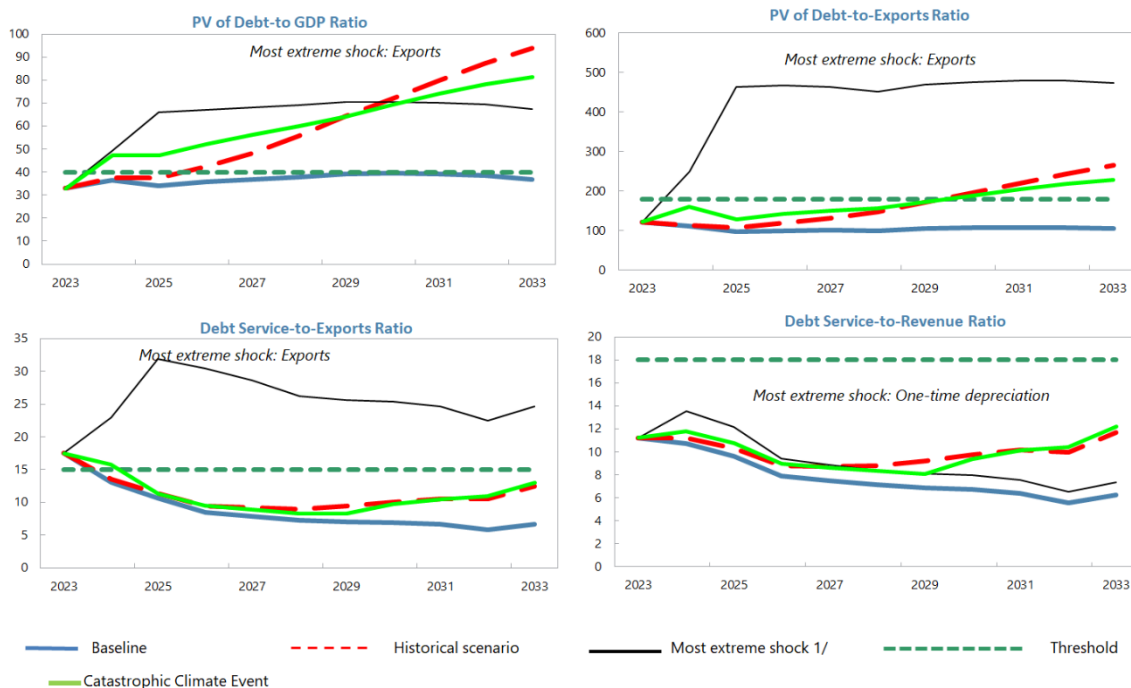 PV of Debt-to GDP Ratio
Most extreme shock: Exports
100
90
80
70
60
50
40
30
20
10
0
2023 2025 2027 2029 2031 2033
PV of Debt-to-Exports Ratio
Most extreme shock: Exports
600
500
400
300
200
100
0
2023 2025 2027 2029 2031 2033
Debt Service-to-Exports Ratio
Most extreme shock: Exports
35
30
25
20
15
10
5
0
2023 2025 2027 2029 2031 2033
Debt Service-to-Revenue Ratio
20
18
16
Most extreme shock: One-time depreciation
14
12
10
8
6
4
2
0
2023 2025 2027 2029 2031 2033
Baseline Historical scenario Most extreme shock 1/ Threshold
Catastrophic Climate Event